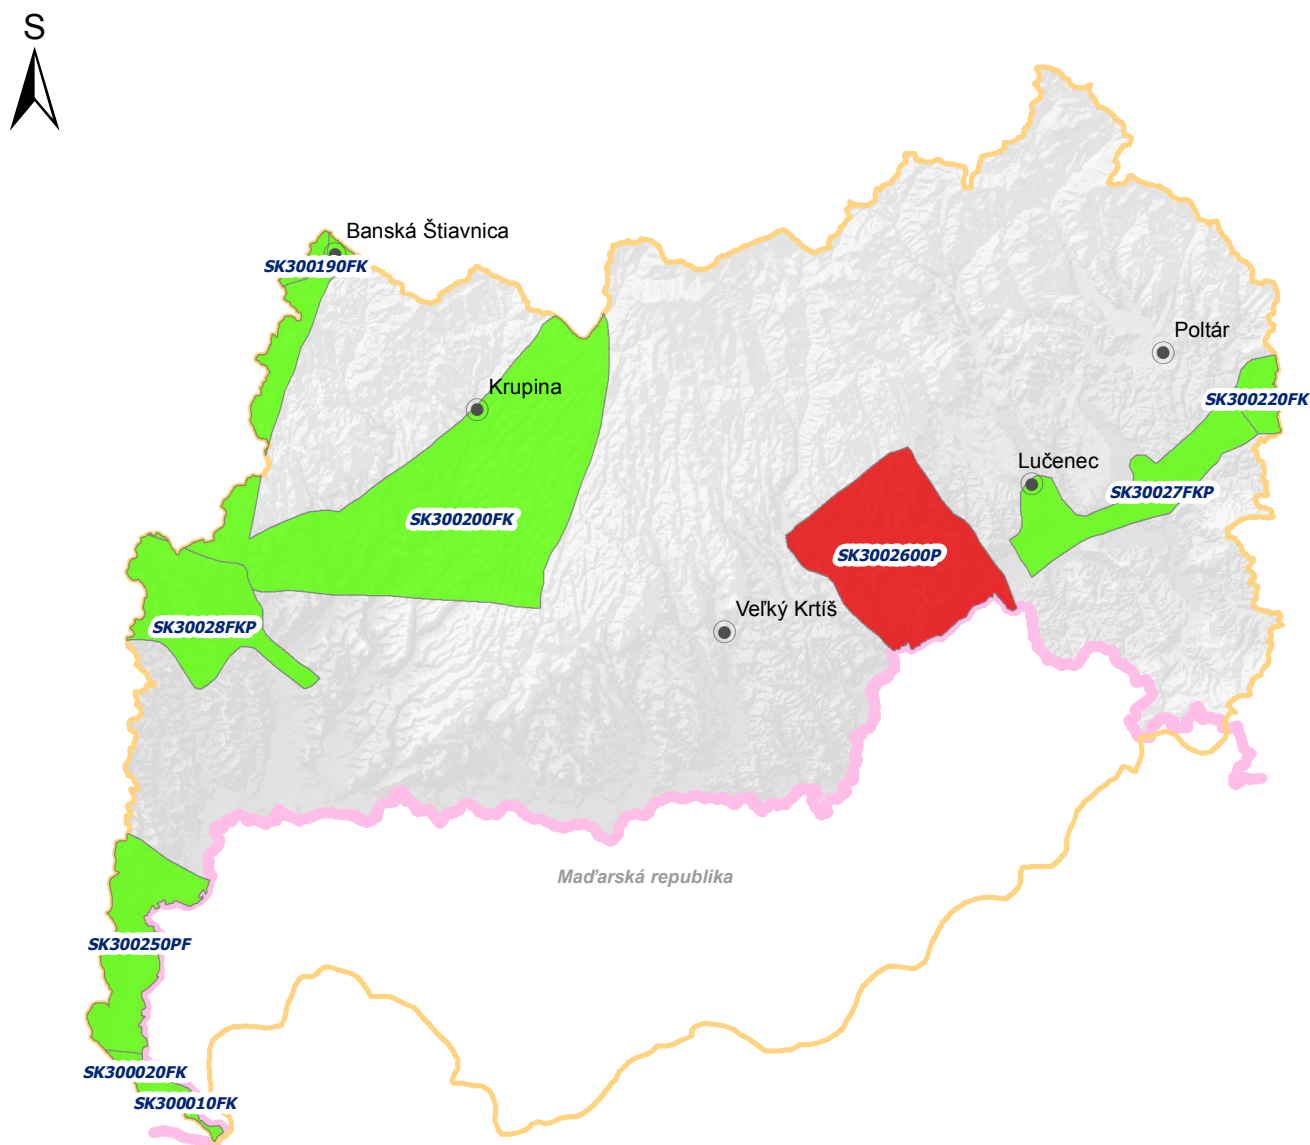 S
Banská Štiavnica
SK300190FK
Poltár
Krupina
SK300220FK
Lučenec
SK30027FKP
SK300200FK
SK3002600P
Veľký Krtíš
SK30028FKP
Maďarská republika
SK300250PF
SK300020FK
SK300010FK